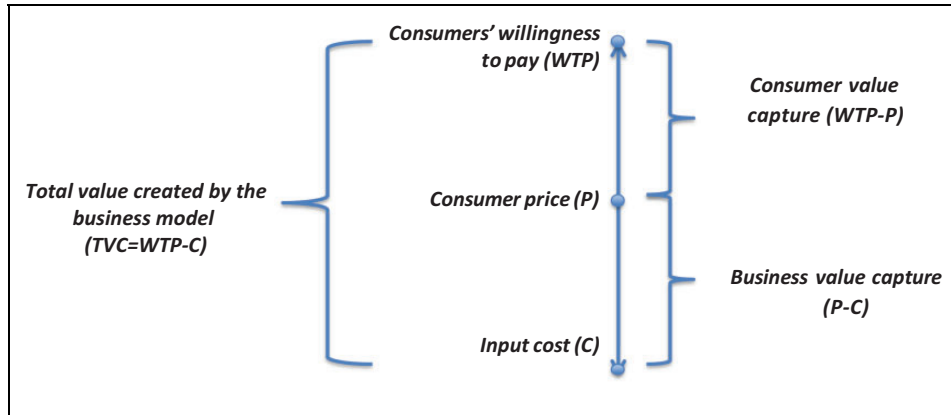 Consumers’ willingness
to pay (WTP)
Consumer value
capture (WTP-P)
Total value created by the
business model
(TVC=WTP-C)
Consumer price (P)
Business value capture
(P-C)
Input cost (C)